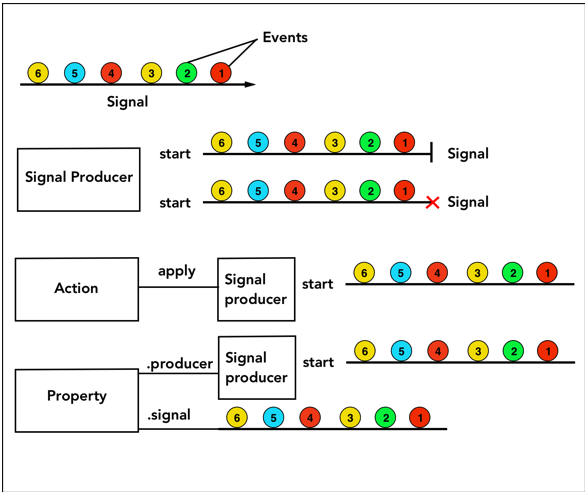 Events
6 5 4 3 2 1
Signal
Signal Producer
start 6 5 4 3 2 1 Signal
start 6 5 4 3 2 1 Signal
Action
apply
Signal
producer
start 6 5 4 3 2 1
Property
.producer
Signal
producer
start 6 5 4 3 2 1
.signal 6 5 4 3 2 1